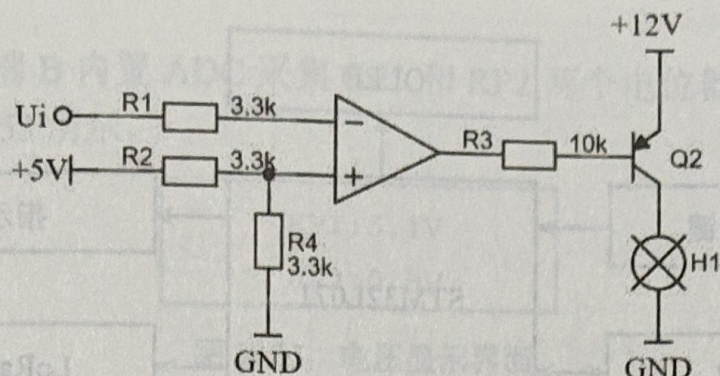 +12V
Ui
R1
3.3k
+5V
R2
3.3k
−
+
R3
10k
Q2
R4
3.3k
H1
GND
GND